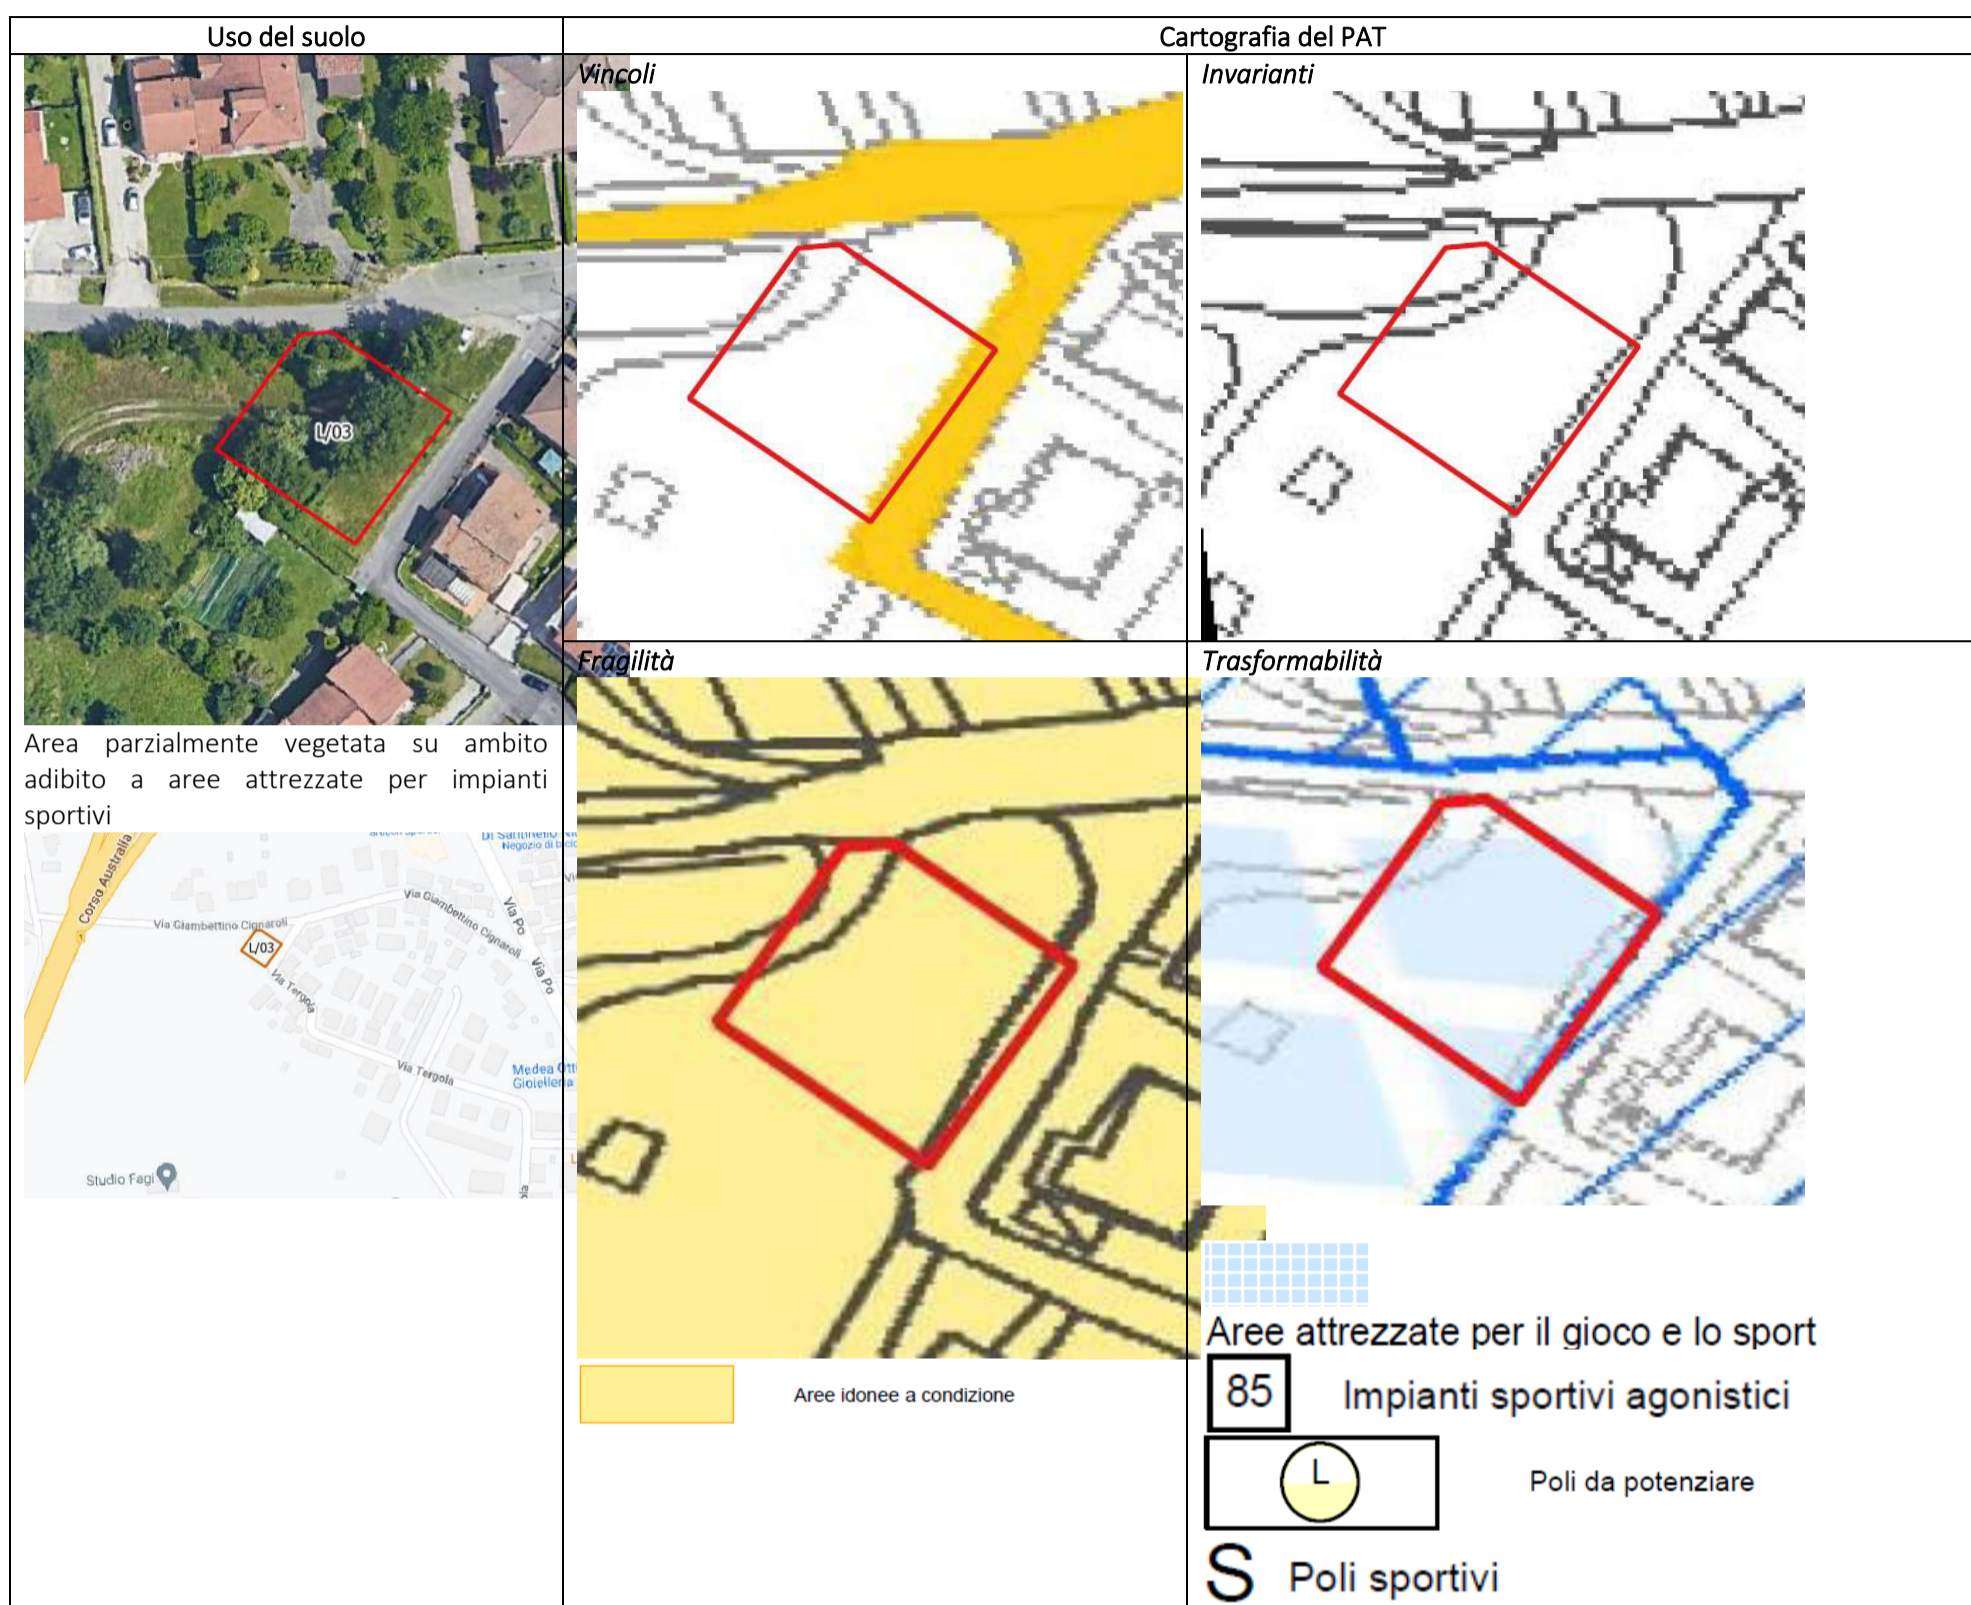 Uso del suolo
Cartografia del PAT
L/03
Area parzialmente vegetata su ambito
adibito a aree attrezzate per impianti
sportivi
Corso Australia
Negozio di
Via Giambettino Cignaroli
Via Giambettino Cignaroli
Via Po
Via Po
L/03
Via Tergola
Via Tergola
Medea
Gioielleria
Studio Fagi
Vincoli
Invarianti
Fragilità
Aree idonee a condizione
Trasformabilità
Aree attrezzate per il gioco e lo sport
85 Impianti sportivi agonistici
L Poli da potenziare
S Poli sportivi